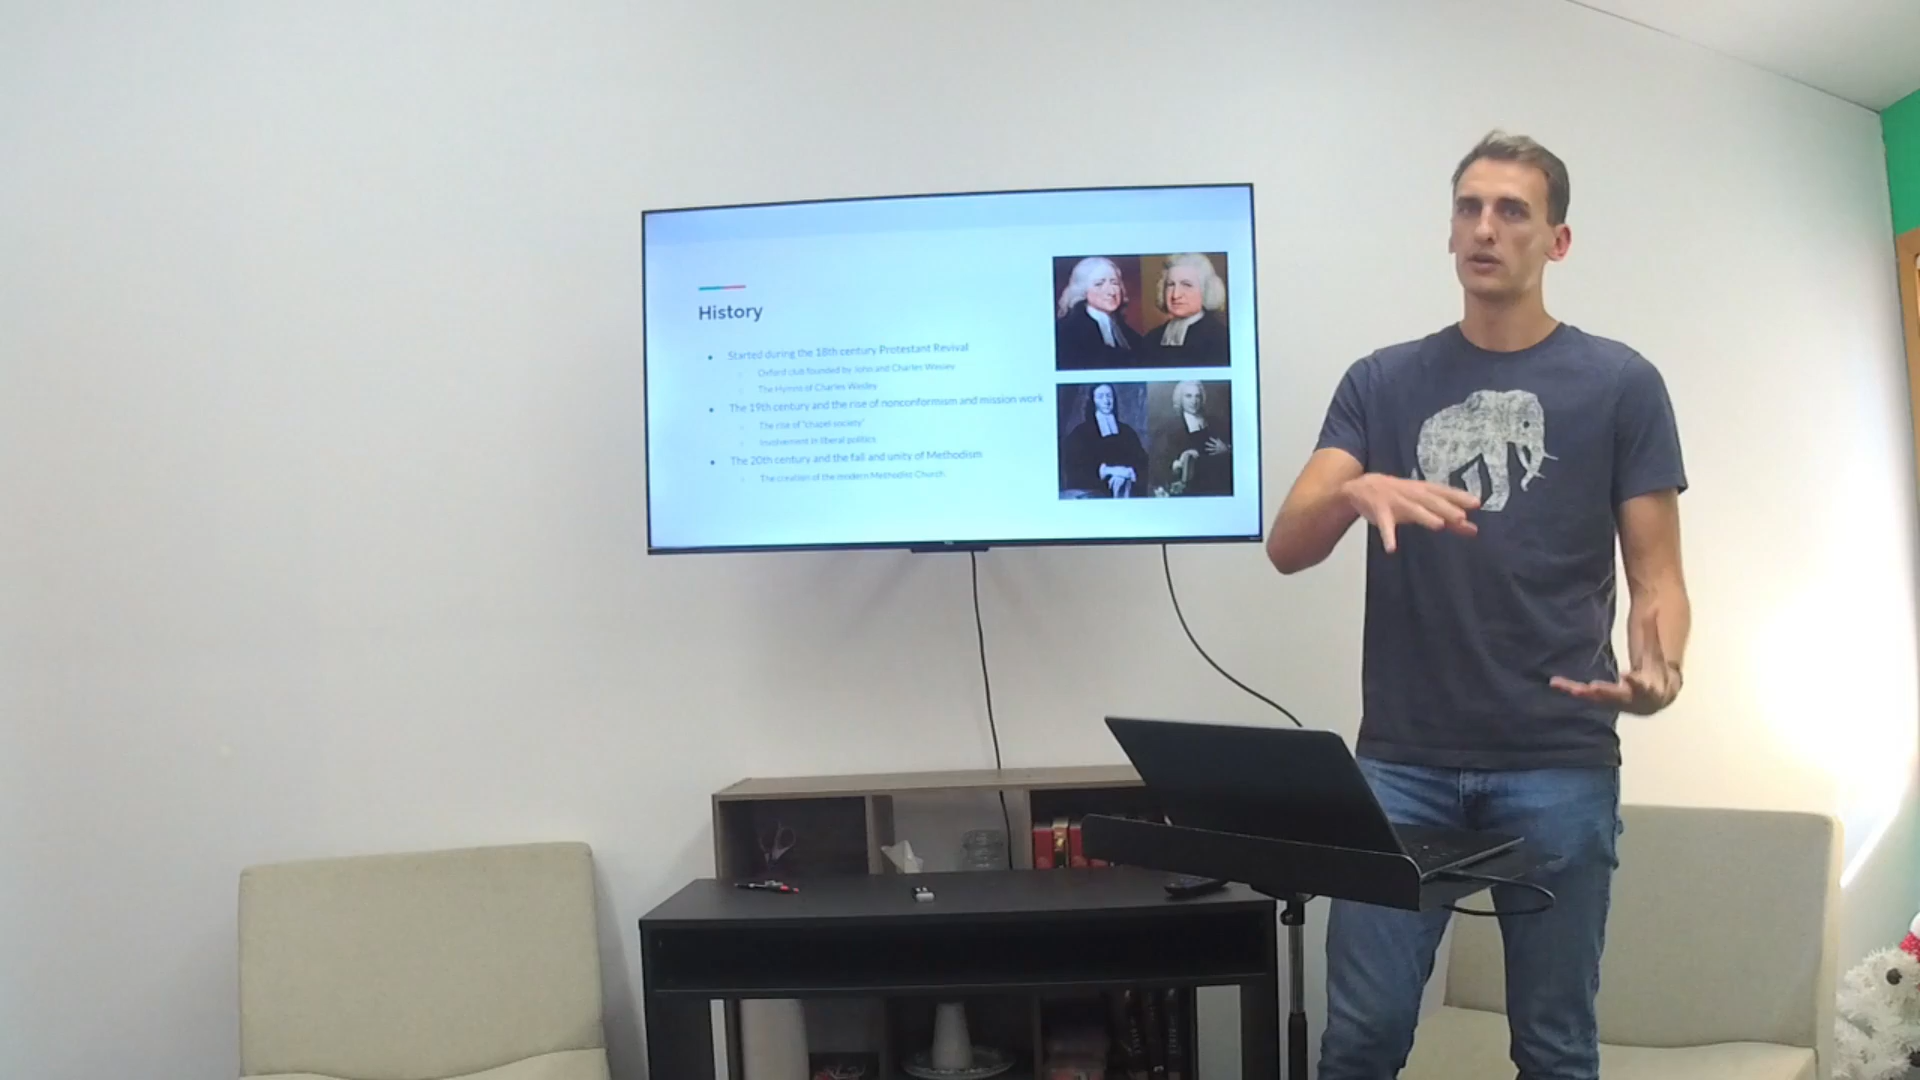 History
Started during the 18th century Protestant Revival
Oxford club founded by John and Charles Wesley
The Hymns of Charles Wesley
The 19th century and the rise of nonconformism and mission work
The rise of "chapel society"
Involvement in liberal politics
The 20th century and the fall and unity of Methodism
The creation of the modern Methodist Church